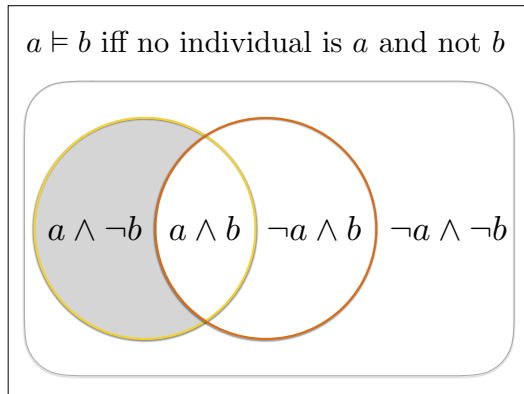 a ⊨ b iff no individual is a and not b
a ∧ ¬b a ∧ b ¬a ∧ b ¬a ∧ ¬b